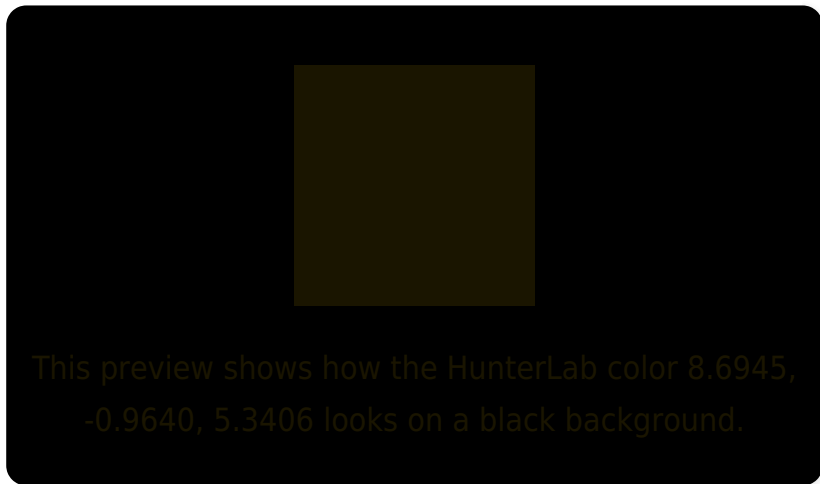 This preview shows how the HunterLab color 8.6945,
-0.9640, 5.3406 looks on a black background.